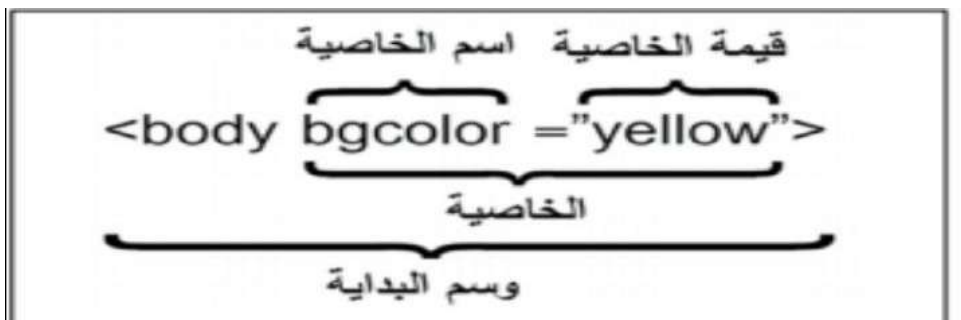 اسم الخاصية قيمة الخاصية
<body bgcolor =”yellow”>
الخاصية
وسم البداية